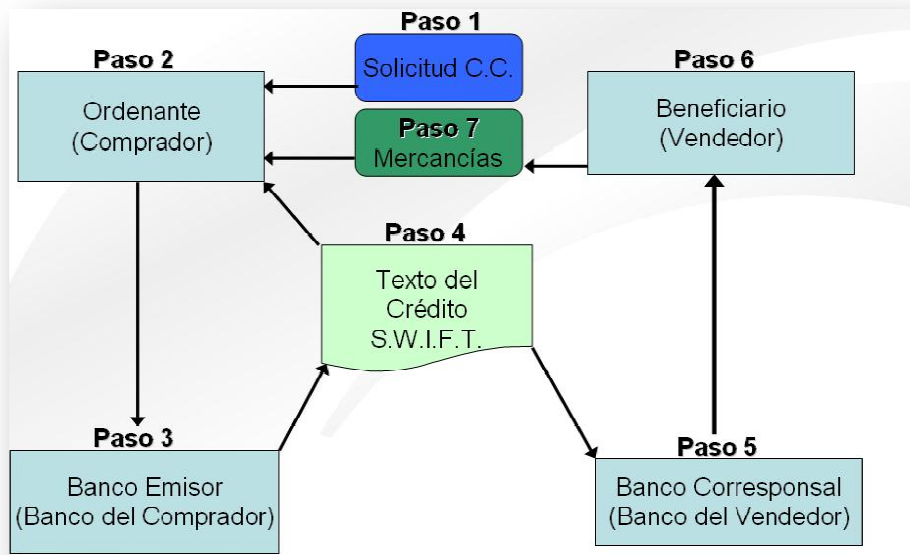 Paso 1
Solicitud C.C.
Paso 2
Ordenante
(Comprador)
Paso 7
Mercancías
Paso 6
Beneficiario
(Vendedor)
Paso 4
Texto del
Crédito
S.W.I.F.T.
Paso 3
Banco Emisor
(Banco del Comprador)
Paso 5
Banco Corresponsal
(Banco del Vendedor)